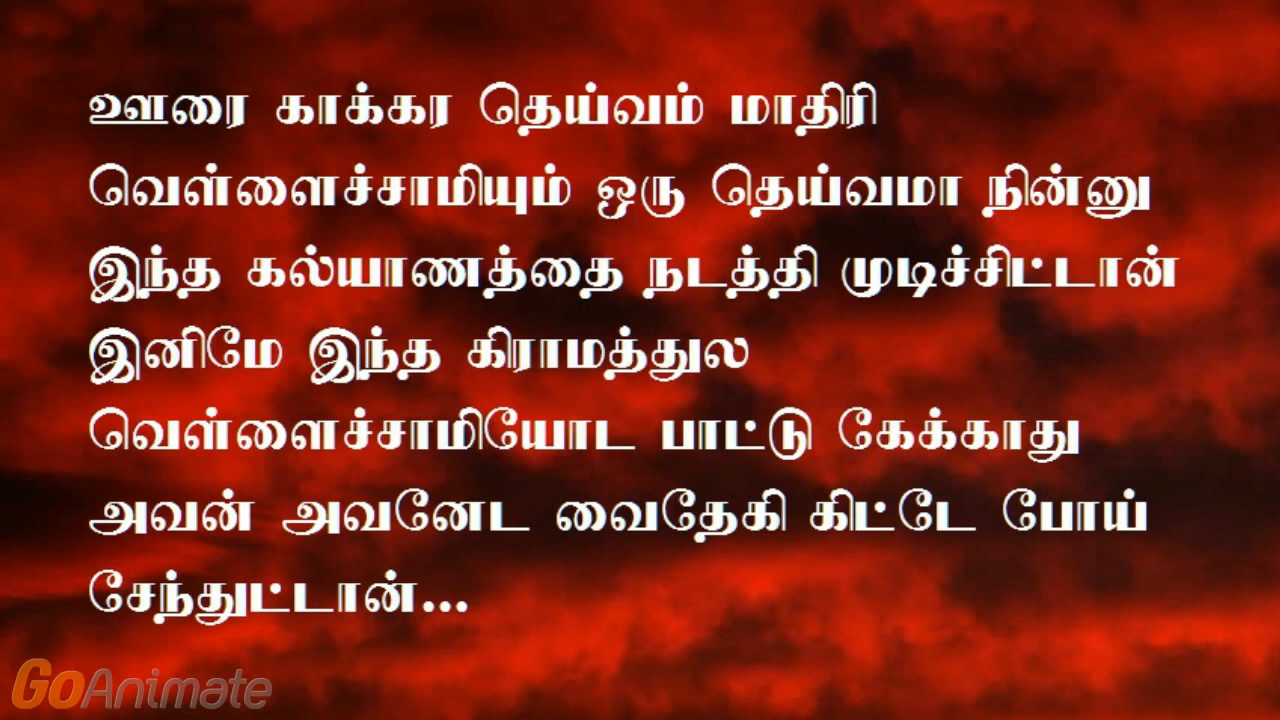 ஊரை காக்கர தெய்வம் மாதிரி
வெள்ளைச்சாமியும் ஒரு தெய்வமா நின்னு
இந்த கல்யாணத்தை நடத்தி முடிச்சிட்டான்
இனிமே இந்த கிராமத்துல
வெள்ளைச்சாமியோட பாட்டு கேக்காது
அவன் அவனேட வைதேகி கிட்டே போய்
சேந்துட்டான்...
GoAnimate